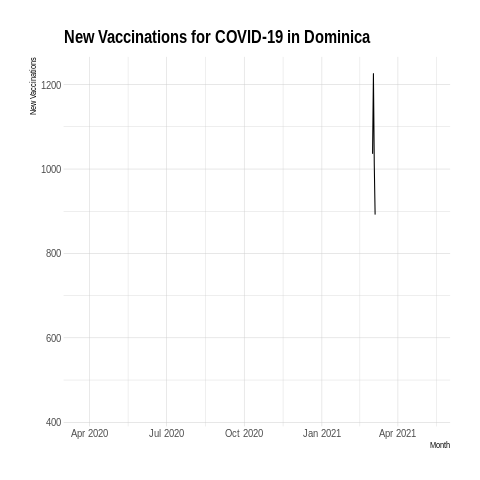 New Vaccinations for COVID-19 in Dominica
New Vaccinations
1200
1000
800
600
400
Apr 2020 Jul 2020 Oct 2020 Jan 2021 Apr 2021
Month